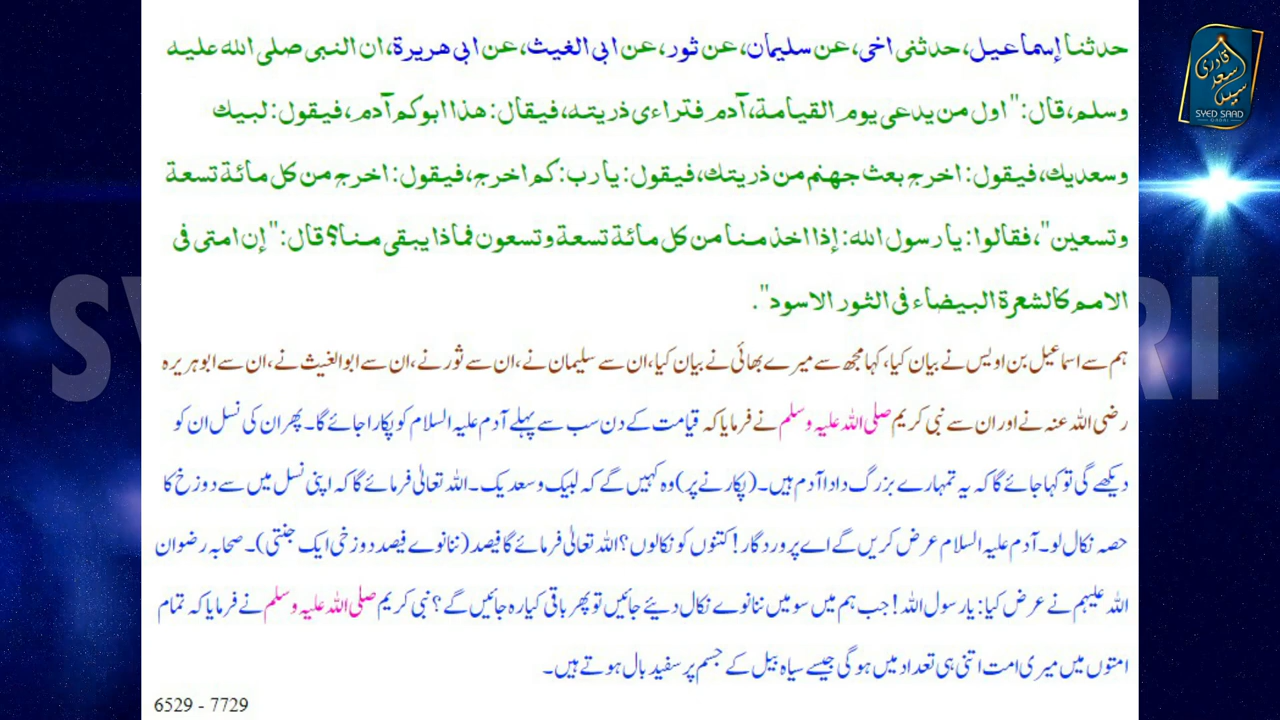 حدثنا إسماعيل، حدثني اخي، عن سليمان، عن ثور، عن ابي الغيث، عن ابي هريرة، ان النبي صلى الله عليه
وسلم، قال:" اول من يدعى يوم القيامة، آدم فتراءى ذريته، فيقال: هذا ابوكم آدم، فيقول: لبيك
وسعديك، فيقول: اخرج بعث جهنم من ذريتك، فيقول: يا رب: كم اخرج، فيقول: اخرج من كل مائة تسعة
وتسعين"، فقالوا: يا رسول الله: إذا اخذ منا من كل مائة تسعة وتسعون فماذا يبقى منا؟ قال:" إن امتي في
الامم كالشعرة البيضاء في الثور الاسود".
ہم سے اسماعیل بن اویس نے بیان کیا، کہا مجھ سے میرے بھائی نے بیان کیا، ان سے سلیمان نے، ان سے ثور نے، ان سے ابوالغیث نے، ان سے ابوہریرہ
رضی اللہ عنہ نے اور ان سے نبی کریم صلی اللہ علیہ وسلم نے فرمایا کہ قیامت کے دن سب سے پہلے آدم علیہ السلام کو پکارا جائے گا۔ پھر ان کی نسل ان کو
دیکھے گی تو کہا جائے گا کہ یہ تمہارے بزرگ دادا آدم ہیں۔ (پکارنے پر) وہ کہیں گے کہ لبیک و سعدیک۔ اللہ تعالیٰ فرمائے گا کہ اپنی نسل میں سے دوزخ کا
حصہ نکال لو۔ آدم علیہ السلام عرض کریں گے اے پروردگار! کتنوں کو نکالوں؟ اللہ تعالیٰ فرمائے گا فیصد (ننانوے فیصد دوزخی ایک جنتی)۔ صحابہ رضوان
اللہ علیہم نے عرض کیا: یا رسول اللہ! جب ہم میں سو میں ننانوے نکال دئیے جائیں تو پھر باقی کیا رہ جائیں گے؟ نبی کریم صلی اللہ علیہ وسلم نے فرمایا کہ تمام
امتوں میں میری امت اتنی ہی تعداد میں ہو گی جیسے سیاہ بیل کے جسم پر سفید بال ہوتے ہیں۔
6529 - 7729
سید سعد قادری
SYED SAAD
QADRI